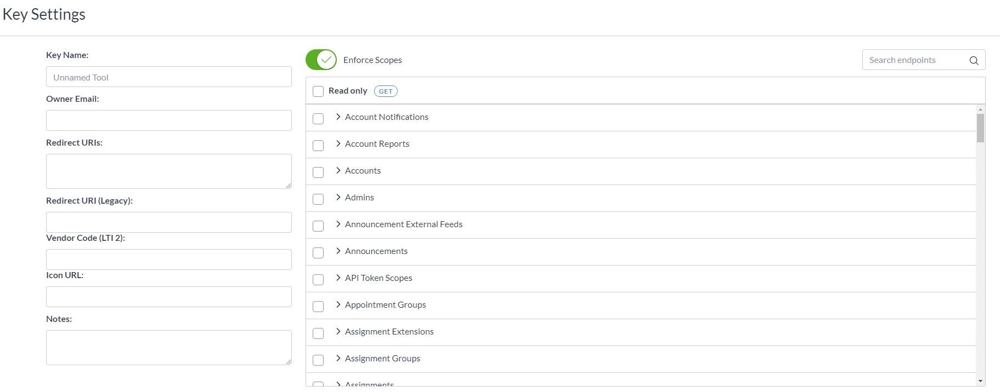 Key Settings
Key Name:
Unnamed Tool
Owner Email:
Redirect URIs:
Redirect URI (Legacy):
Vendor Code (LTI 2):
Icon URL:
Notes:
Enforce Scopes
Search endpoints
Read only GET
Account Notifications
Account Reports
Accounts
Admins
Announcement External Feeds
Announcements
API Token Scopes
Appointment Groups
Assignment Extensions
Assignment Groups
Assignments